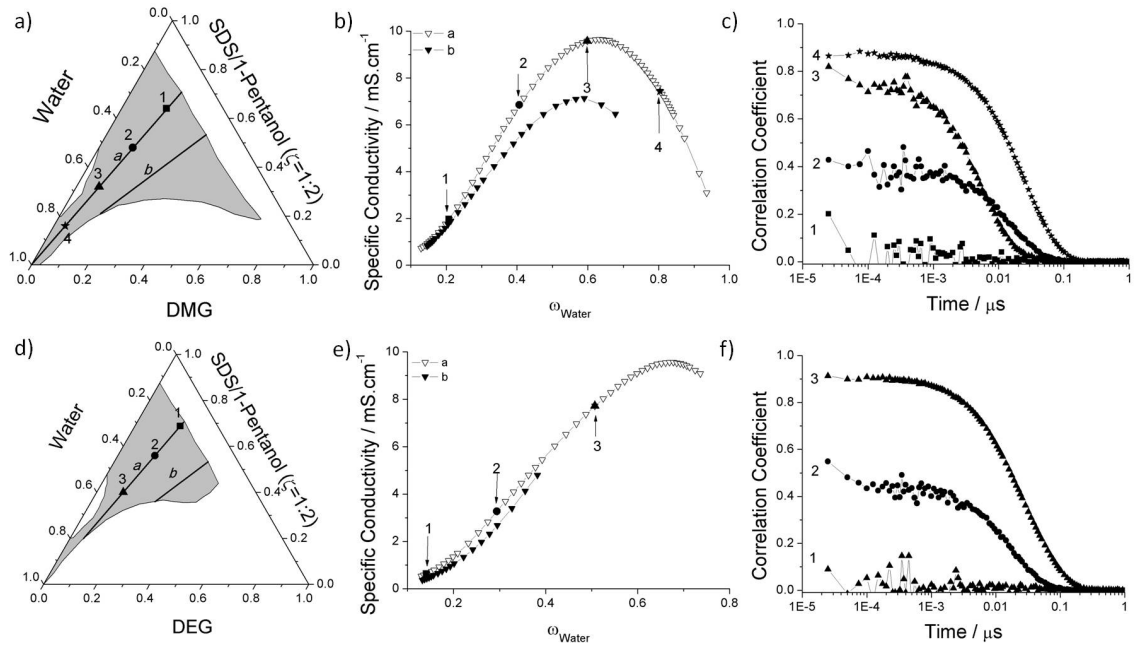 a)
0.0
1.0
0.2
0.8
0.4
0.6
0.6
0.4
0.8
0.2
1.0
0.0
0.0
0.2
0.4
0.6
0.8
1.0
Water
SDS/1-Pentanol (ζ=1:2)
DMG
1
2
a
3
b
4
b)
Specific Conductivity / mS.cm⁻¹
10
8
6
4
2
0
a
b
1
2
3
4
0.0
0.2
0.4
0.6
0.8
1.0
ω_Water
c)
Correlation Coefficient
1.0
0.8
0.6
0.4
0.2
0.0
4
3
2
1
1E-5
1E-4
1E-3
0.01
0.1
1
Time / μs
d)
0.0
1.0
0.2
0.8
0.4
0.6
0.6
0.4
0.8
0.2
1.0
0.0
0.0
0.2
0.4
0.6
0.8
1.0
Water
SDS/1-Pentanol (ζ=1:2)
DEG
1
2
a
3
b
e)
Specific Conductivity / mS.cm⁻¹
10
8
6
4
2
0
a
b
1
2
3
0.2
0.4
0.6
0.8
ω_Water
f)
Correlation Coefficient
1.0
0.8
0.6
0.4
0.2
0.0
3
2
1
1E-5
1E-4
1E-3
0.01
0.1
1
Time / μs